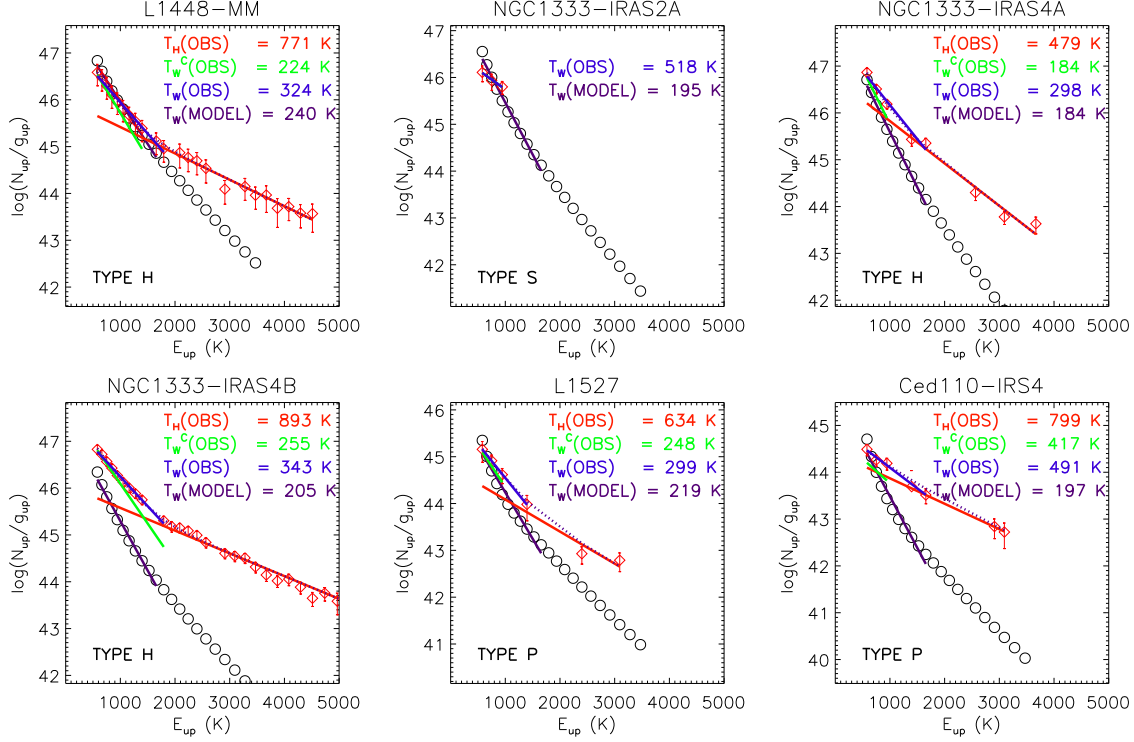 L1448-MM
T_H(OBS) = 771 K
T_W^C(OBS) = 224 K
T_W(OBS) = 324 K
T_W(MODEL) = 240 K
TYPE H
log(N_up/g_up)
47
46
45
44
43
42
1000 2000 3000 4000 5000
E_up (K)
NGC1333-IRAS2A
T_W(OBS) = 518 K
T_W(MODEL) = 195 K
TYPE S
log(N_up/g_up)
47
46
45
44
43
42
1000 2000 3000 4000 5000
E_up (K)
NGC1333-IRAS4A
T_H(OBS) = 479 K
T_W^C(OBS) = 184 K
T_W(OBS) = 298 K
T_W(MODEL) = 184 K
TYPE H
log(N_up/g_up)
47
46
45
44
43
42
1000 2000 3000 4000 5000
E_up (K)
NGC1333-IRAS4B
T_H(OBS) = 893 K
T_W^C(OBS) = 255 K
T_W(OBS) = 343 K
T_W(MODEL) = 205 K
TYPE H
log(N_up/g_up)
47
46
45
44
43
42
1000 2000 3000 4000 5000
E_up (K)
L1527
T_H(OBS) = 634 K
T_W^C(OBS) = 248 K
T_W(OBS) = 299 K
T_W(MODEL) = 219 K
TYPE P
log(N_up/g_up)
46
45
44
43
42
41
1000 2000 3000 4000 5000
E_up (K)
Ced110-IRS4
T_H(OBS) = 799 K
T_W^C(OBS) = 417 K
T_W(OBS) = 491 K
T_W(MODEL) = 197 K
TYPE P
log(N_up/g_up)
45
44
43
42
41
40
1000 2000 3000 4000 5000
E_up (K)